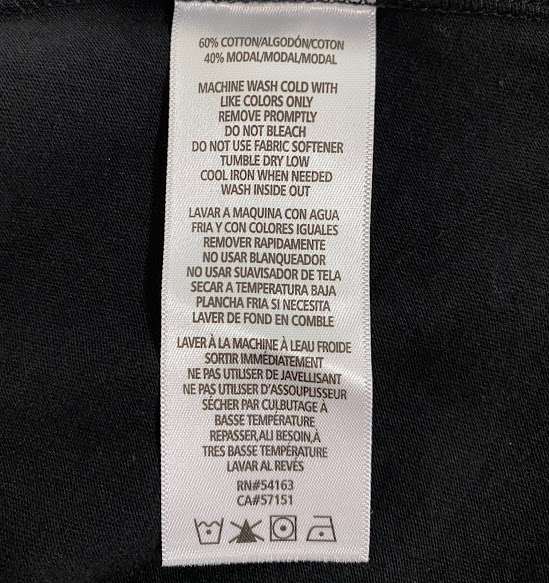 60% COTTON/ALGODÓN/COTON
40% MODAL/MODAL/MODAL
MACHINE WASH COLD WITH
LIKE COLORS ONLY
REMOVE PROMPTLY
DO NOT BLEACH
DO NOT USE FABRIC SOFTENER
TUMBLE DRY LOW
COOL IRON WHEN NEEDED
WASH INSIDE OUT
LAVAR A MAQUINA CON AGUA
FRIA Y CON COLORES IGUALES
REMOVER RAPIDAMENTE
NO USAR BLANQUEADOR
NO USAR SUAVISADOR DE TELA
SECAR A TEMPERATURA BAJA
PLANCHA FRIA SI NECESITA
LAVER DE FOND EN COMBLE
LAVER À LA MACHINE À LEAU FROIDE
SORTIR IMMÉDIATEMENT
NE PAS UTILISER DE JAVELLISANT
NE PAS UTILISER D'ASSOUPLISSEUR
SÉCHER PAR CULBUTAGE À
BASSE TEMPÉRATURE
REPASSER,ALI BESOIN,À
TRES BASSE TEMPÉRATURE
LAVAR AL REVÉS
RN#54163
CA#57151